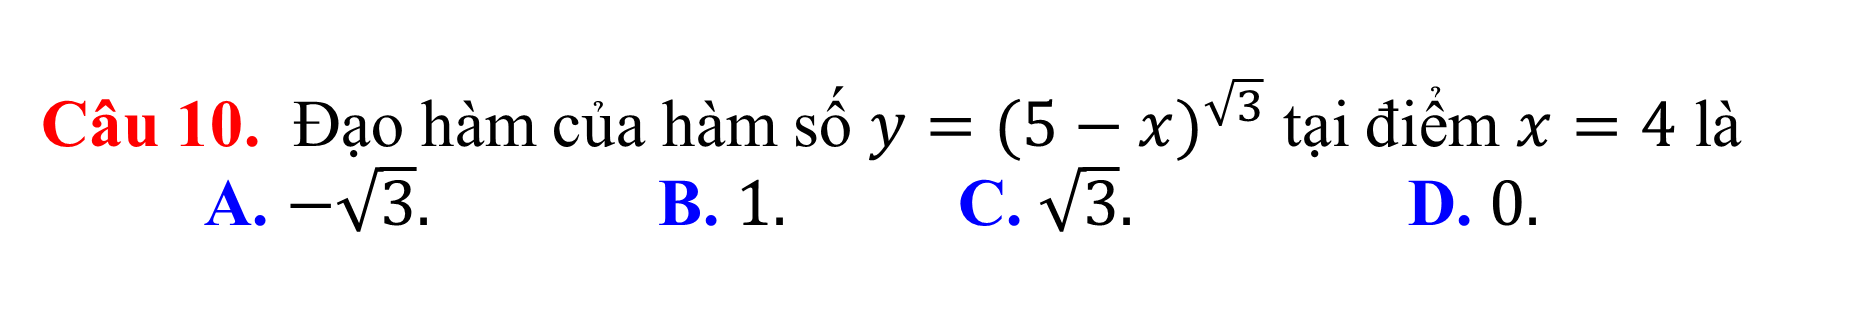 Câu 10. Đạo hàm của hàm số y = (5 − x)^√3 tại điểm x = 4 là
A. −√3. B. 1. C. √3. D. 0.